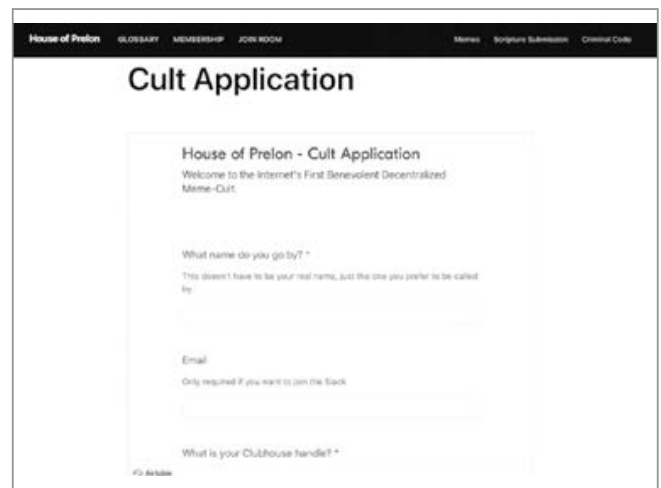 House of Prelon GLOSSARY MEMBERSHIP JOIN ROOM Memes Scripture Submission Criminal Code
Cult Application
House of Prelon - Cult Application
Welcome to the Internet's First Benevolent Decentralized
Meme-Cult.
What name do you go by? *
This doesn't have to be your real name, just the one you prefer to be called
by.
Email
Only required if you want to join the Slack
What is your Clubhouse handle? *
Airtable